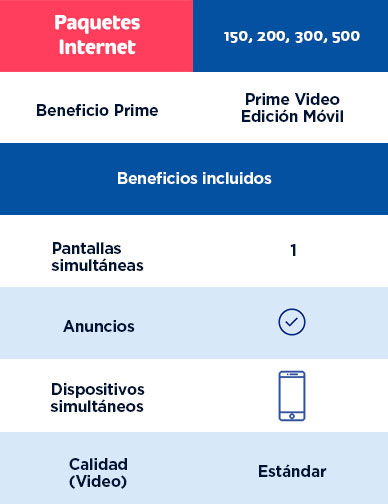 Paquetes
Internet
150, 200, 300, 500
Beneficio Prime
Prime Video
Edición Móvil
Beneficios incluidos
Pantallas
simultáneas
1
Anuncios
Dispositivos
simultáneos
Calidad
(Video)
Estándar